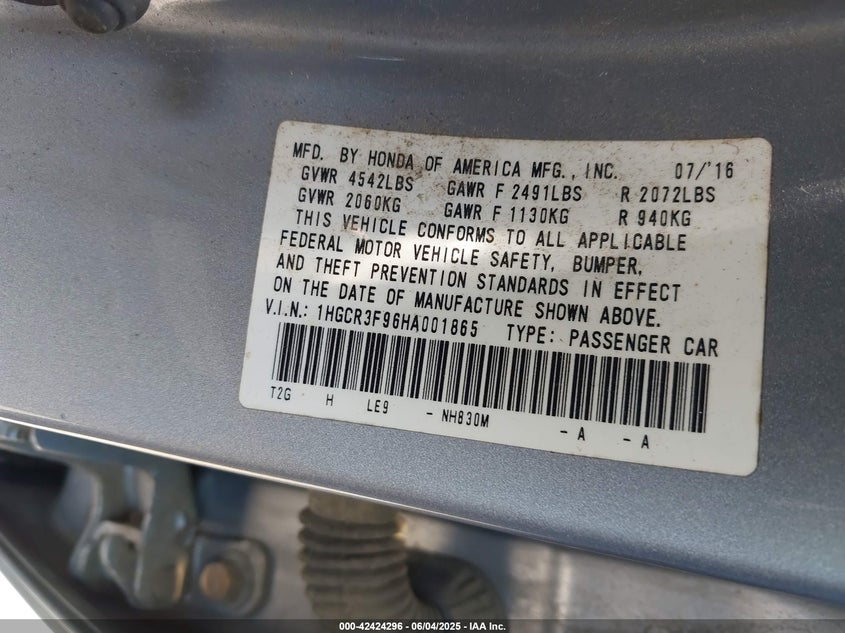 MFD. BY HONDA OF AMERICA MFG., INC. 07/'16
GVWR 4542LBS GAWR F 2491LBS R 2072LBS
GVWR 2060KG GAWR F 1130KG R 940KG
THIS VEHICLE CONFORMS TO ALL APPLICABLE
FEDERAL MOTOR VEHICLE SAFETY, BUMPER,
AND THEFT PREVENTION STANDARDS IN EFFECT
ON THE DATE OF MANUFACTURE SHOWN ABOVE.
V.I.N.: 1HGCR3F96HA001865 TYPE: PASSENGER CAR
T2G H LE9 - NH830M - A - A
000-42424296 - 06/04/2025 - IAA Inc.